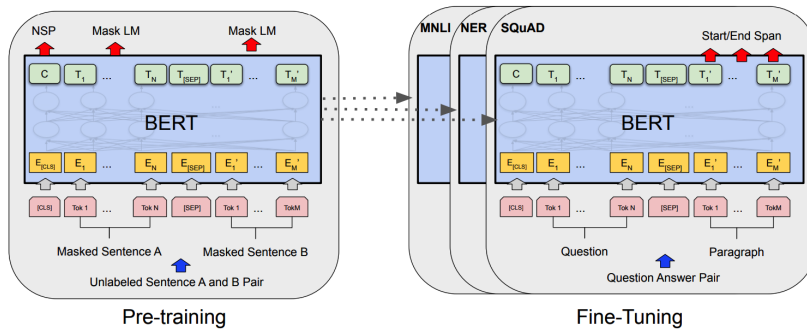 NSP Mask LM Mask LM
C T1 ... TN T[SEP] T1' ... TM'
BERT
E[CLS] E1 ... EN E[SEP] E1' ... EM'
[CLS] Tok 1 ... Tok N [SEP] Tok 1 ... TokM
Masked Sentence A Masked Sentence B
Unlabeled Sentence A and B Pair
Pre-training
MNLI NER SQuAD
Start/End Span
C T1 ... TN T[SEP] T1' ... TM'
BERT
E[CLS] E1 ... EN E[SEP] E1' ... EM'
[CLS] Tok 1 ... Tok N [SEP] Tok 1 ... TokM
Question Paragraph
Question Answer Pair
Fine-Tuning